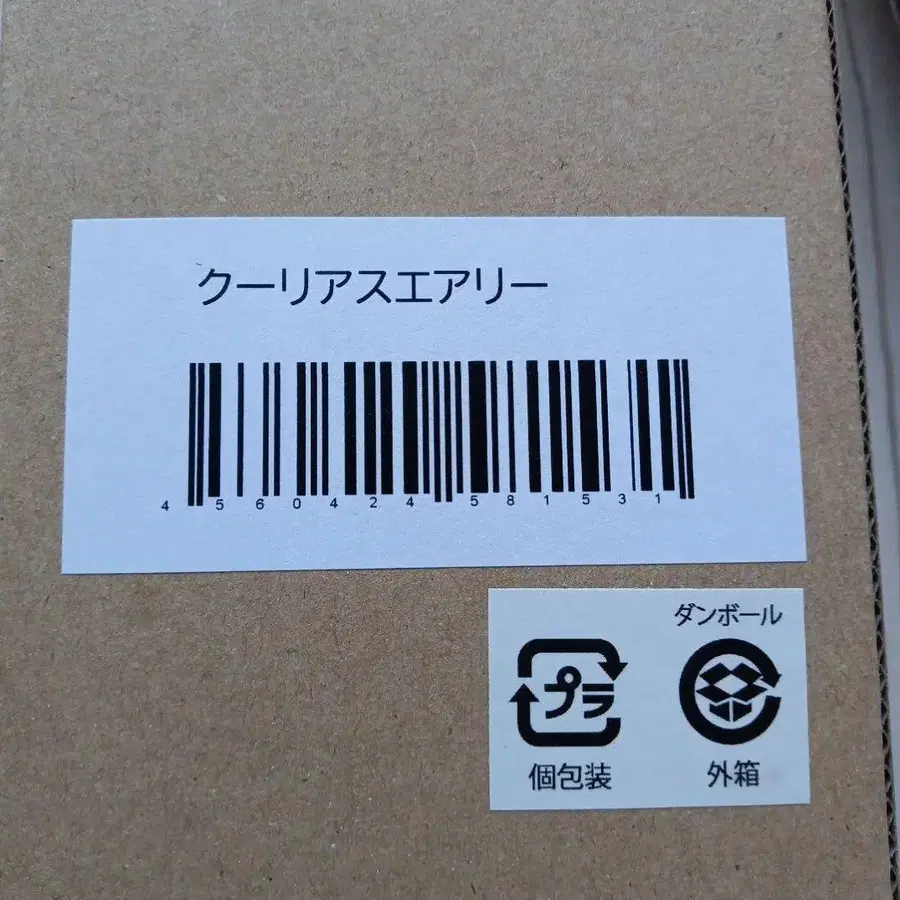 クーリアスエアリー
4560424581531
ダンボール
プラ
個包装
外箱